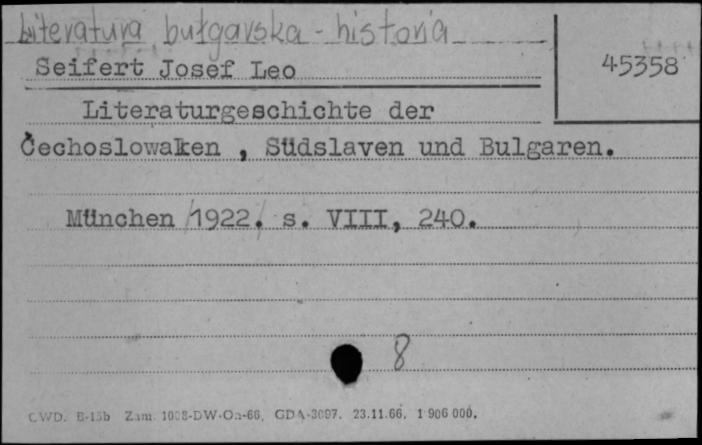 Literatura bułgarska - historia
45358
Seifert Josef Leo
Literaturgeschichte der
Čechoslowaken , Südslaven und Bulgaren.
München /1922./ s. VIII, 240.
8
CWD. B-15b Zam. 1008-DW-On-66, GDA-3097. 23.11.66. 1 906 000.